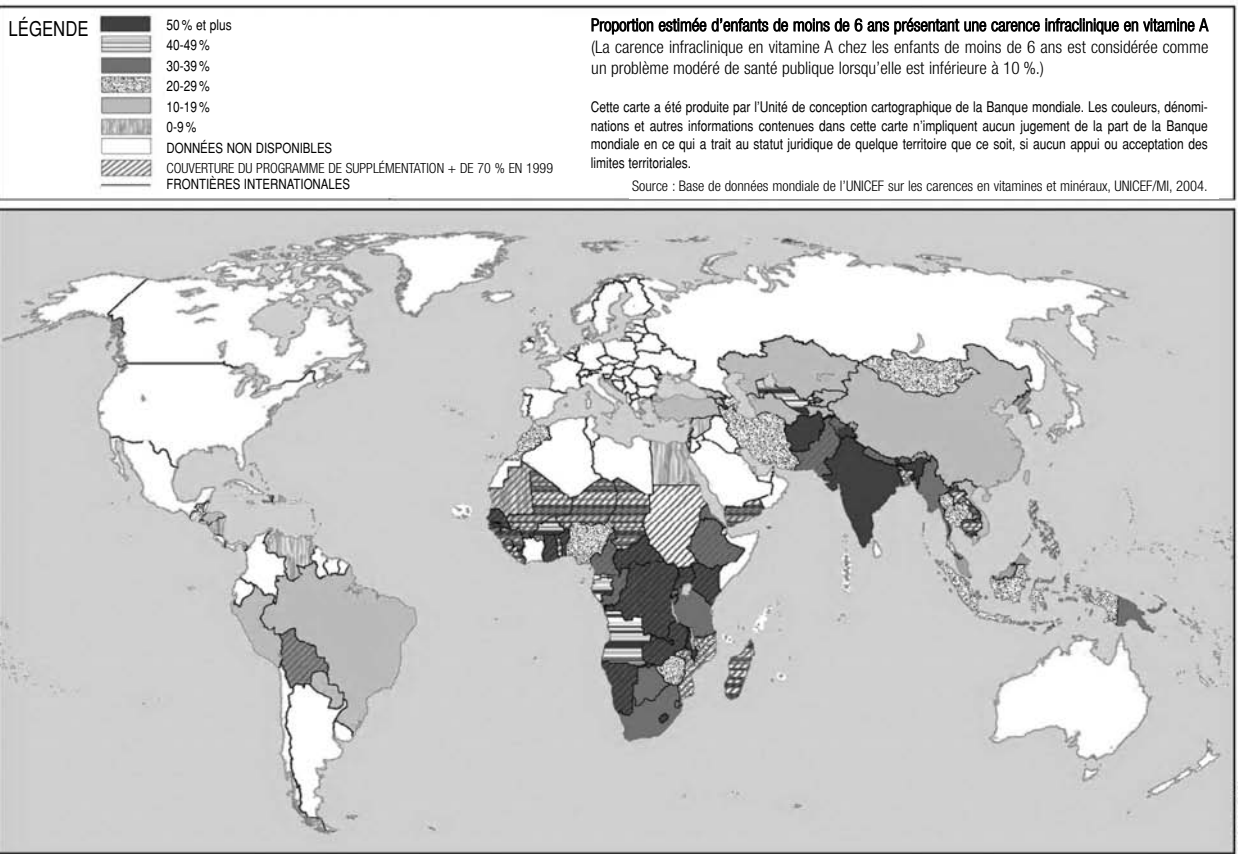 LÉGENDE
50 % et plus
40-49 %
30-39 %
20-29 %
10-19 %
0-9 %
DONNÉES NON DISPONIBLES
COUVERTURE DU PROGRAMME DE SUPPLÉMENTATION + DE 70 % EN 1999
FRONTIÈRES INTERNATIONALES
Proportion estimée d'enfants de moins de 6 ans présentant une carence infraclinique en vitamine A
(La carence infraclinique en vitamine A chez les enfants de moins de 6 ans est considérée comme
un problème modéré de santé publique lorsqu'elle est inférieure à 10 %.)
Cette carte a été produite par l'Unité de conception cartographique de la Banque mondiale. Les couleurs, dénomi-
nations et autres informations contenues dans cette carte n'impliquent aucun jugement de la part de la Banque
mondiale en ce qui a trait au statut juridique de quelque territoire que ce soit, si aucun appui ou acceptation des
limites territoriales.
Source : Base de données mondiale de l'UNICEF sur les carences en vitamines et minéraux, UNICEF/MI, 2004.